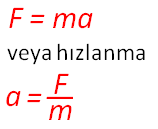 F = ma
veya hızlanma
a = F/m